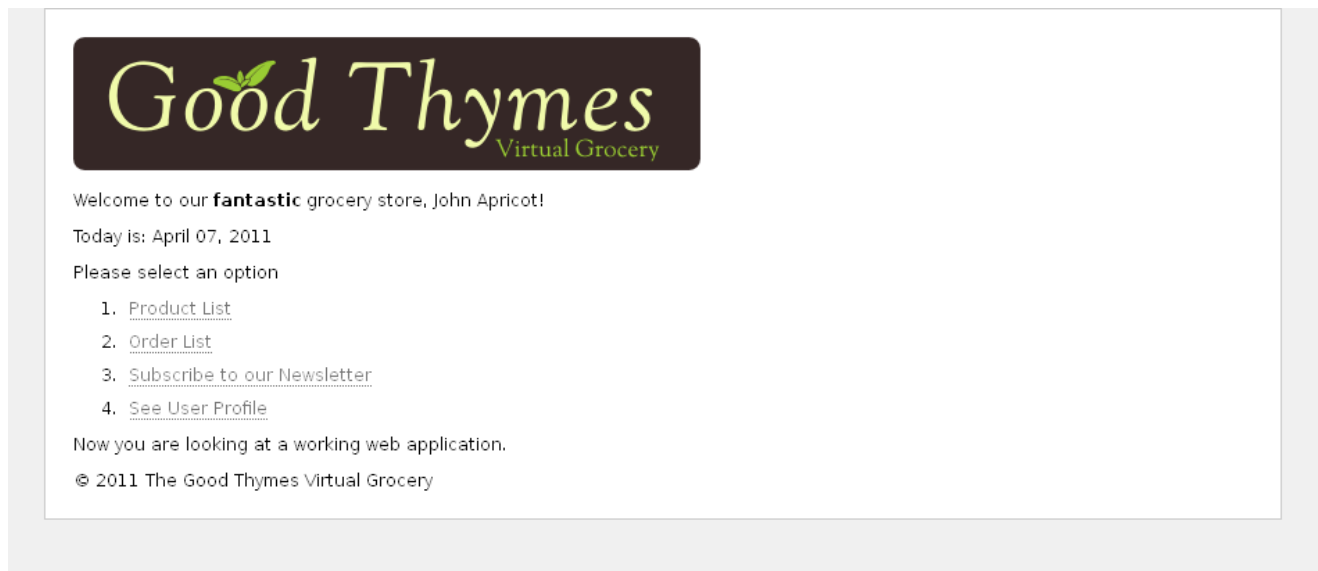 Good Thymes
Virtual Grocery
Welcome to our fantastic grocery store, John Apricot!
Today is: April 07, 2011
Please select an option
1. Product List
2. Order List
3. Subscribe to our Newsletter
4. See User Profile
Now you are looking at a working web application.
© 2011 The Good Thymes Virtual Grocery